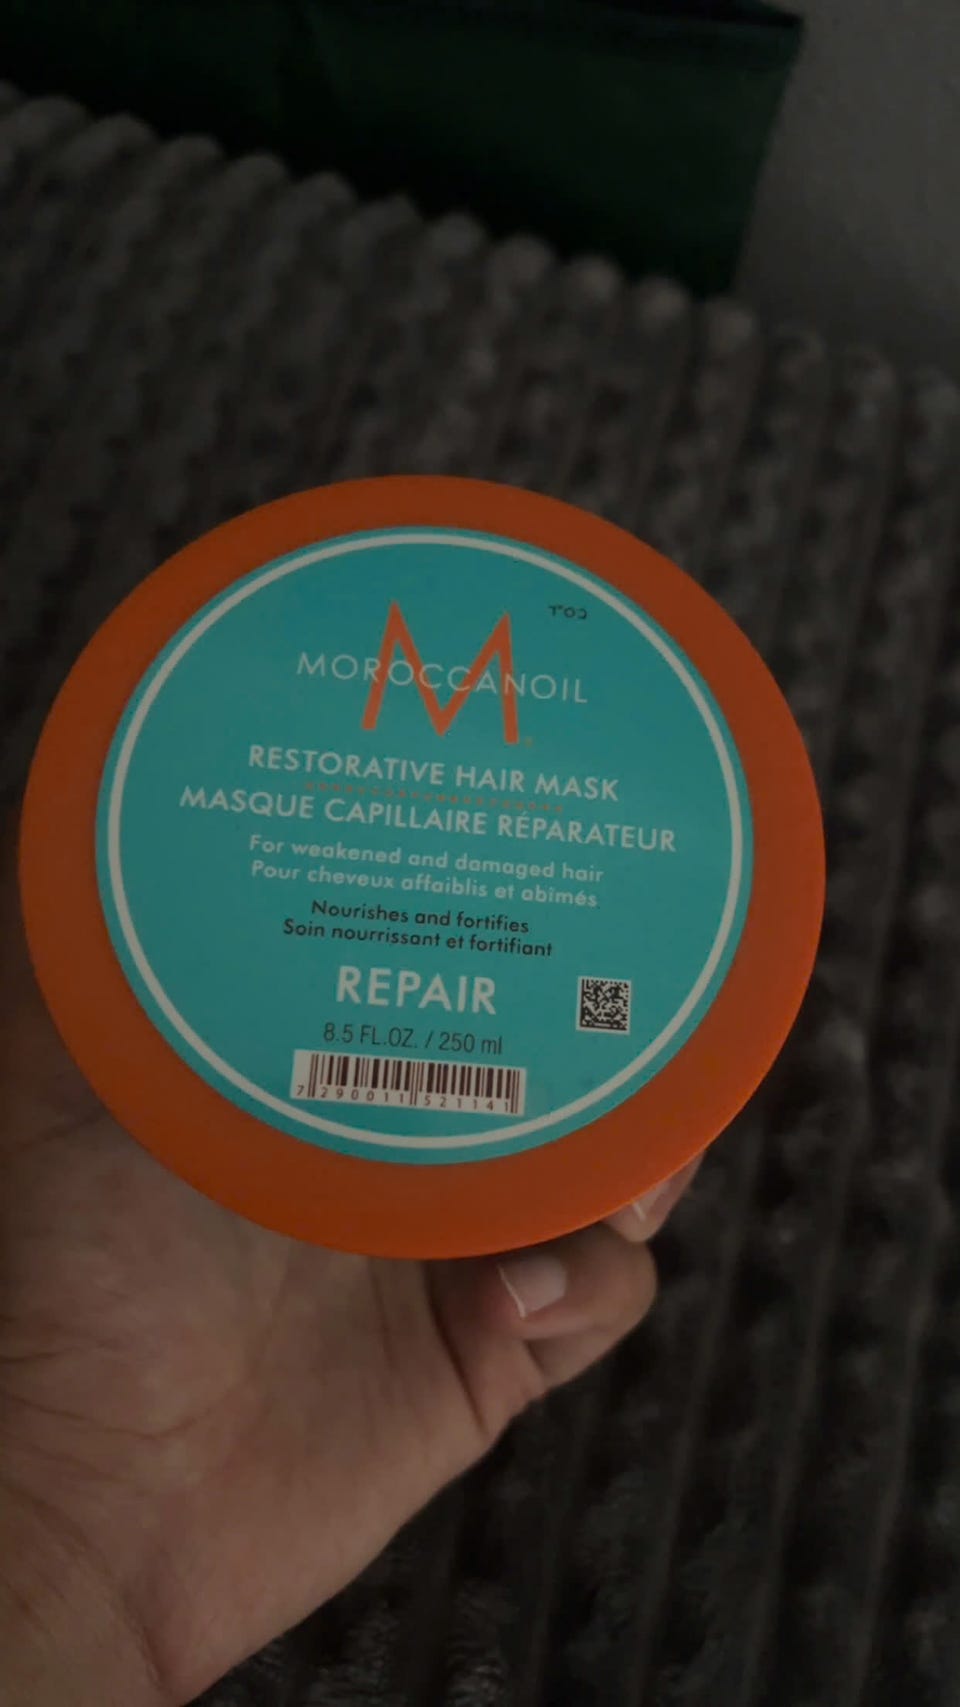 M
MOROCCANOIL
RESTORATIVE HAIR MASK
MASQUE CAPILLAIRE RÉPARATEUR
For weakened and damaged hair
Pour cheveux affaiblis et abîmés
Nourishes and fortifies
Soin nourrissant et fortifiant
REPAIR
8.5 FL.OZ. / 250 ml
7 290011 521141